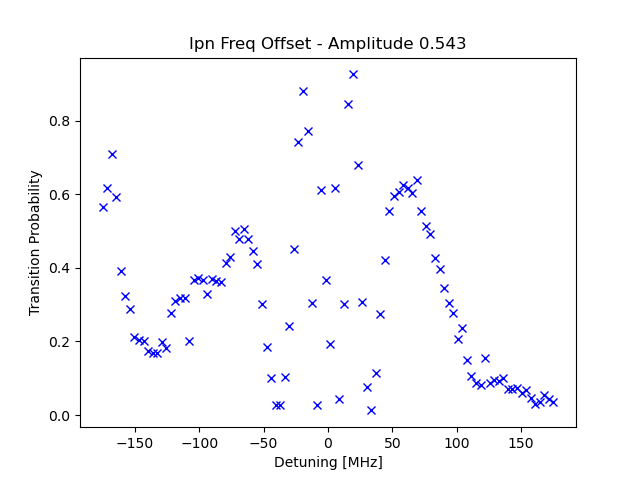 Ipn Freq Offset - Amplitude 0.543
Transition Probability
0.8
0.6
0.4
0.2
0.0
−150 −100 −50 0 50 100 150
Detuning [MHz]